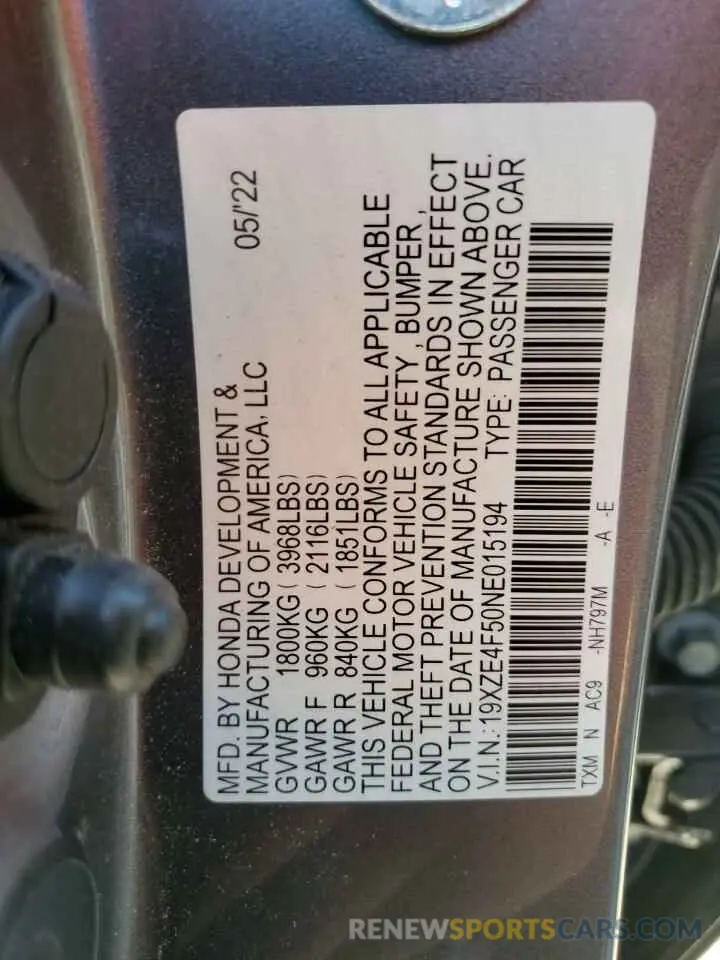 MFD. BY HONDA DEVELOPMENT & 05/'22
MANUFACTURING OF AMERICA, LLC
GVWR 1800KG ( 3968LBS)
GAWR F 960KG ( 2116LBS)
GAWR R 840KG ( 1851LBS)
THIS VEHICLE CONFORMS TO ALL APPLICABLE
FEDERAL MOTOR VEHICLE SAFETY , BUMPER ,
AND THEFT PREVENTION STANDARDS IN EFFECT
ON THE DATE OF MANUFACTURE SHOWN ABOVE.
V.I.N.:19XZE4F50NE015194 TYPE: PASSENGER CAR
TXM N AC9 -NH797M -A -E
RENEWSPORTSCARS.COM